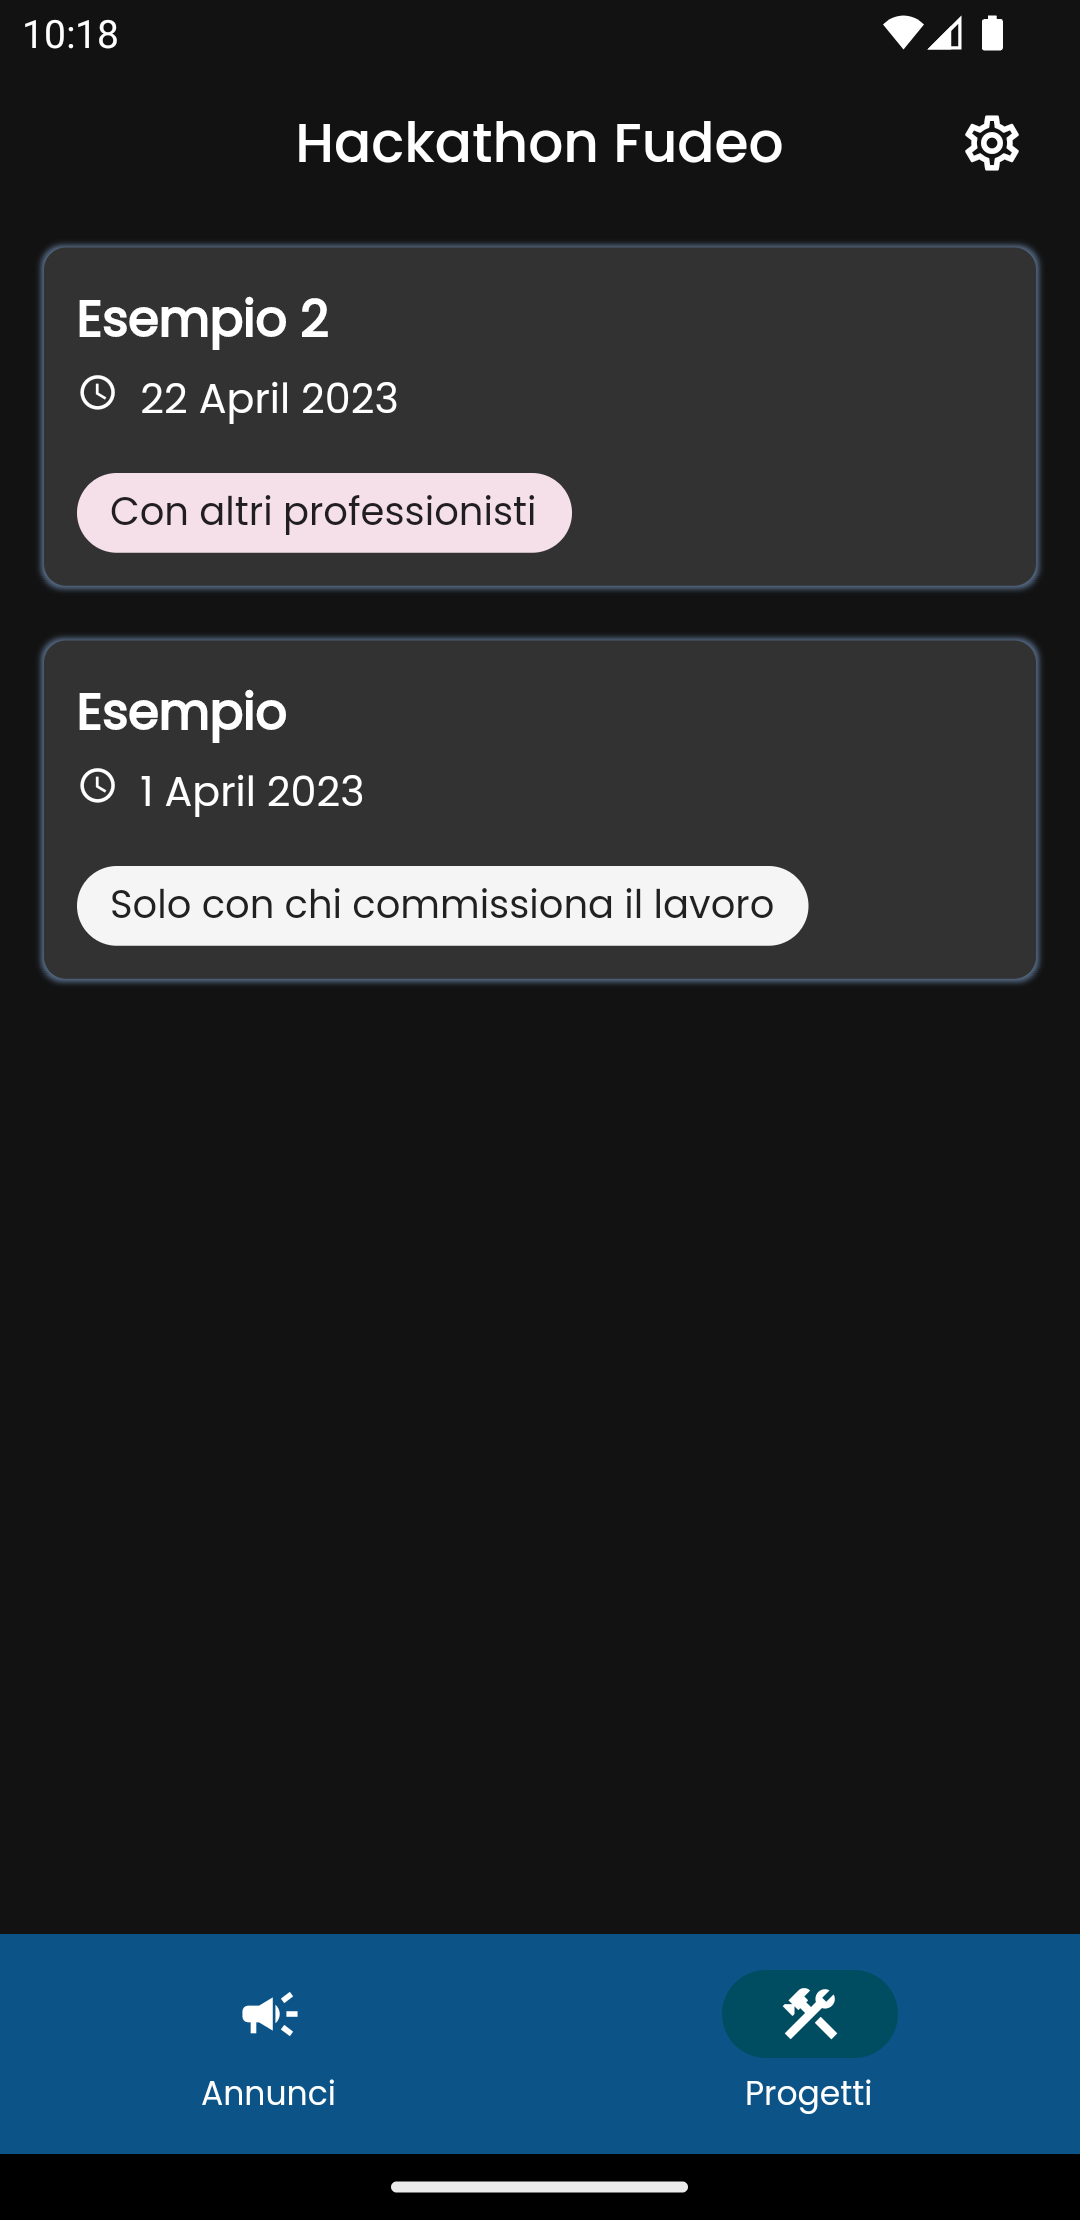 10:18
Hackathon Fudeo
Esempio 2
22 April 2023
Con altri professionisti
Esempio
1 April 2023
Solo con chi commissiona il lavoro
Annunci
Progetti